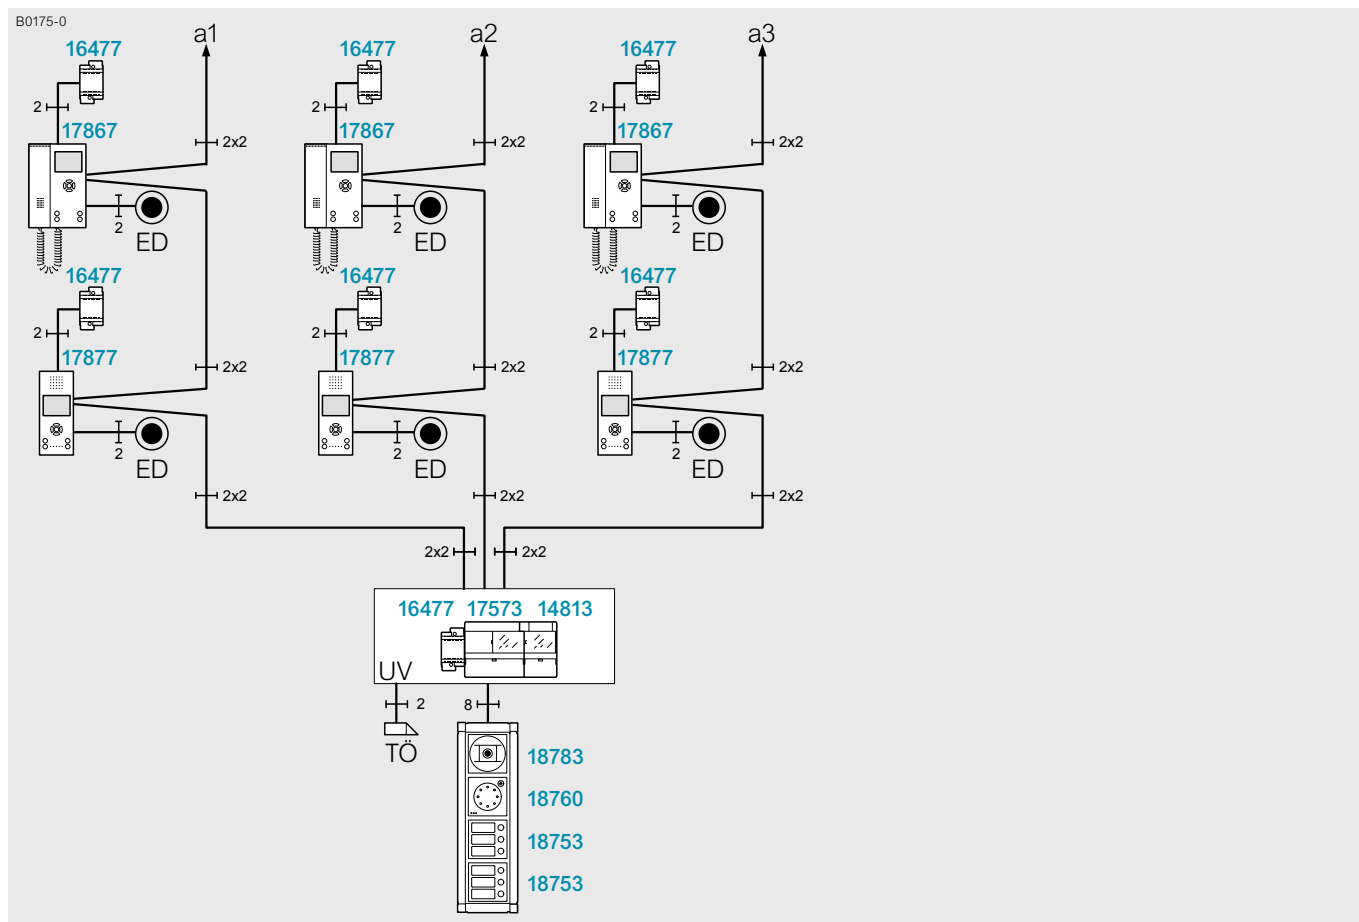 B0175-0
a1 a2 a3
16477 16477 16477
2 2 2
17867 17867 17867
2x2 2x2 2x2
2 2 2
ED ED ED
16477 16477 16477
2 2 2
17877 17877 17877
2x2 2x2 2x2
2 2 2
ED ED ED
2x2 2x2 2x2
2x2 2x2
16477 17573 14813
UV
2 8
TÖ
18783
18760
18753
18753